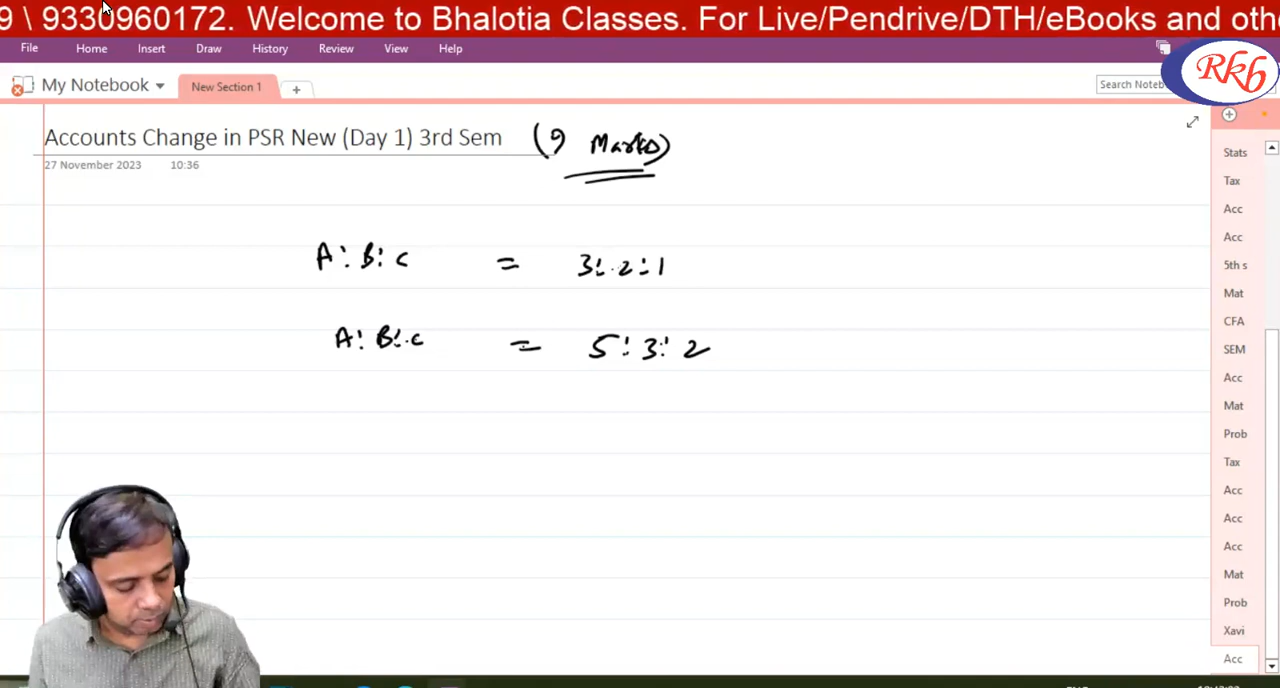 9 \ 9330960172. Welcome to Bhalotia Classes. For Live/Pendrive/DTH/eBooks and othe
File Home Insert Draw History Review View Help
Rkb
My Notebook New Section 1 + Search Noteb
Accounts Change in PSR New (Day 1) 3rd Sem (9 Marks)
27 November 2023 10:36
A : B : C = 3 : 2 : 1
A : B : C = 5 : 3 : 2
Stats
Tax
Acc
Acc
5th s
Mat
CFA
SEM
Acc
Mat
Prob
Tax
Acc
Acc
Acc
Mat
Prob
Xavi
Acc